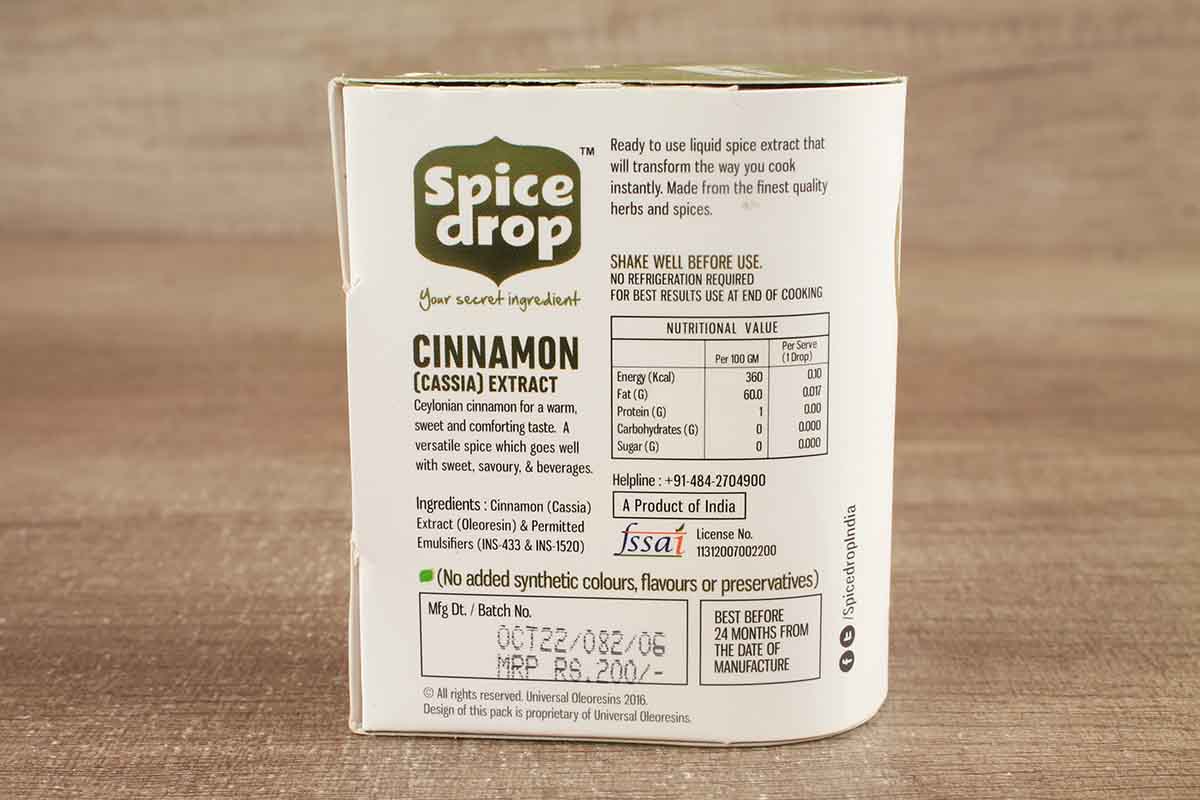 Spice
drop
TM
Your secret ingredient
CINNAMON
(CASSIA) EXTRACT
Ceylonian cinnamon for a warm,
sweet and comforting taste. A
versatile spice which goes well
with sweet, savoury, & beverages.
Ingredients : Cinnamon (Cassia)
Extract (Oleoresin) & Permitted
Emulsifiers (INS-433 & INS-1520)
Ready to use liquid spice extract that
will transform the way you cook
instantly. Made from the finest quality
herbs and spices.
SHAKE WELL BEFORE USE.
NO REFRIGERATION REQUIRED
FOR BEST RESULTS USE AT END OF COOKING
NUTRITIONAL VALUE
Per 100 GM Per Serve (1 Drop)
Energy (Kcal) 360 0.10
Fat (G) 60.0 0.017
Protein (G) 1 0.00
Carbohydrates (G) 0 0.000
Sugar (G) 0 0.000
Helpline : +91-484-2704900
A Product of India
fssai License No.
11312007002200
(No added synthetic colours, flavours or preservatives)
Mfg Dt. / Batch No.
OCT22/082/06
MRP RS.200/-
BEST BEFORE
24 MONTHS FROM
THE DATE OF
MANUFACTURE
© All rights reserved. Universal Oleoresins 2016.
Design of this pack is proprietary of Universal Oleoresins.
/SpicedropIndia